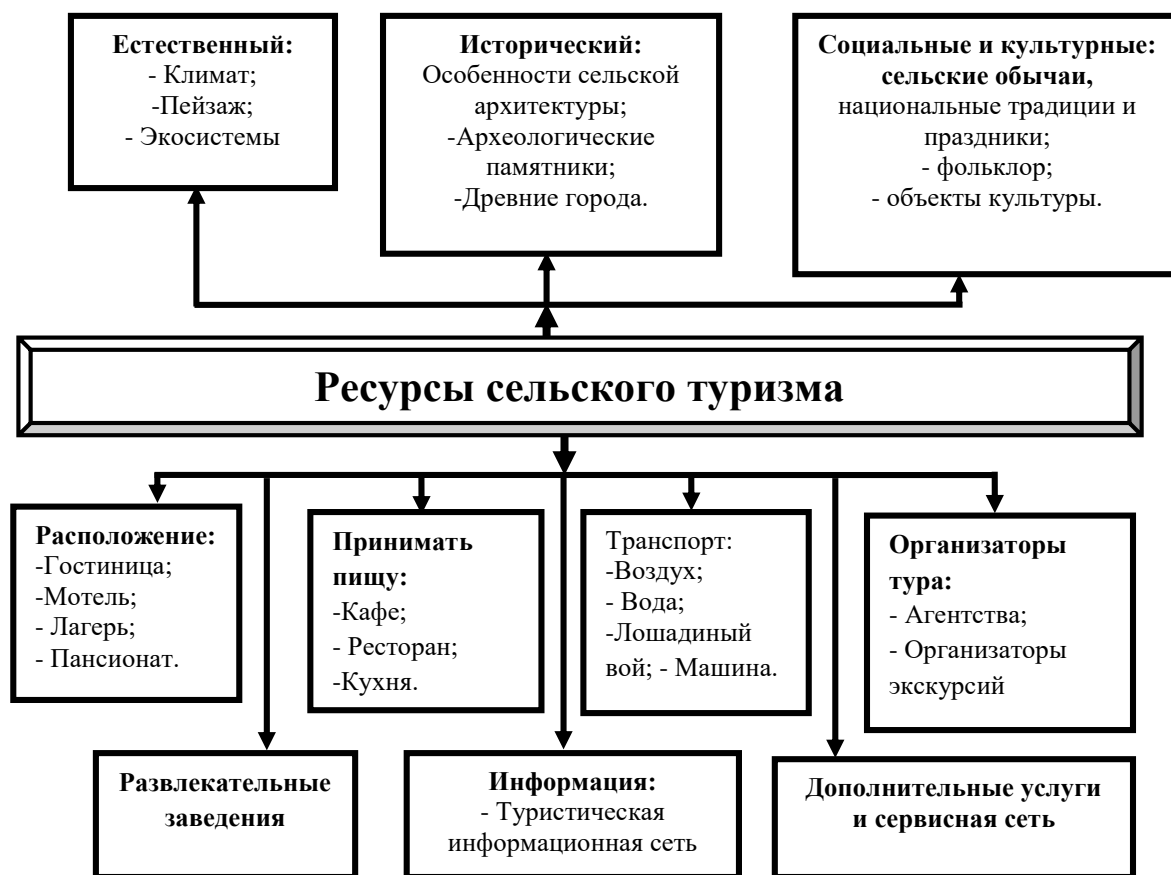 Естественный:
- Климат;
-Пейзаж;
- Экосистемы
Исторический:
Особенности сельской
архитектуры;
-Археологические
памятники;
-Древние города.
Социальные и культурные:
сельские обычаи,
национальные традиции и
праздники;
- фольклор;
- объекты культуры.
Ресурсы сельского туризма
Расположение:
-Гостиница;
-Мотель;
- Лагерь;
- Пансионат.
Принимать
пищу:
-Кафе;
- Ресторан;
-Кухня.
Транспорт:
-Воздух;
- Вода;
-Лошадиный
вой; - Машина.
Организаторы
тура:
- Агентства;
- Организаторы
экскурсий
Развлекательные
заведения
Информация:
- Туристическая
информационная сеть
Дополнительные услуги
и сервисная сеть